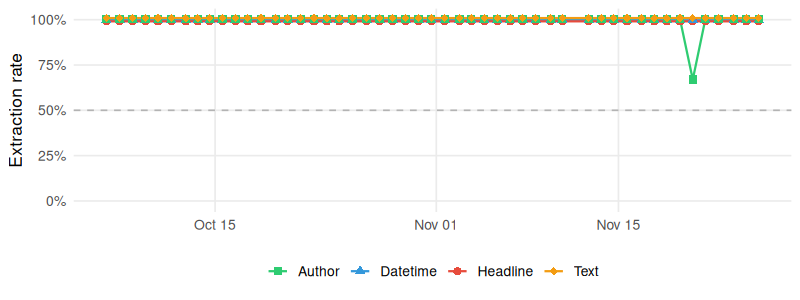 100%
75%
50%
25%
0%
Extraction rate
Oct 15 Nov 01 Nov 15
Author Datetime Headline Text